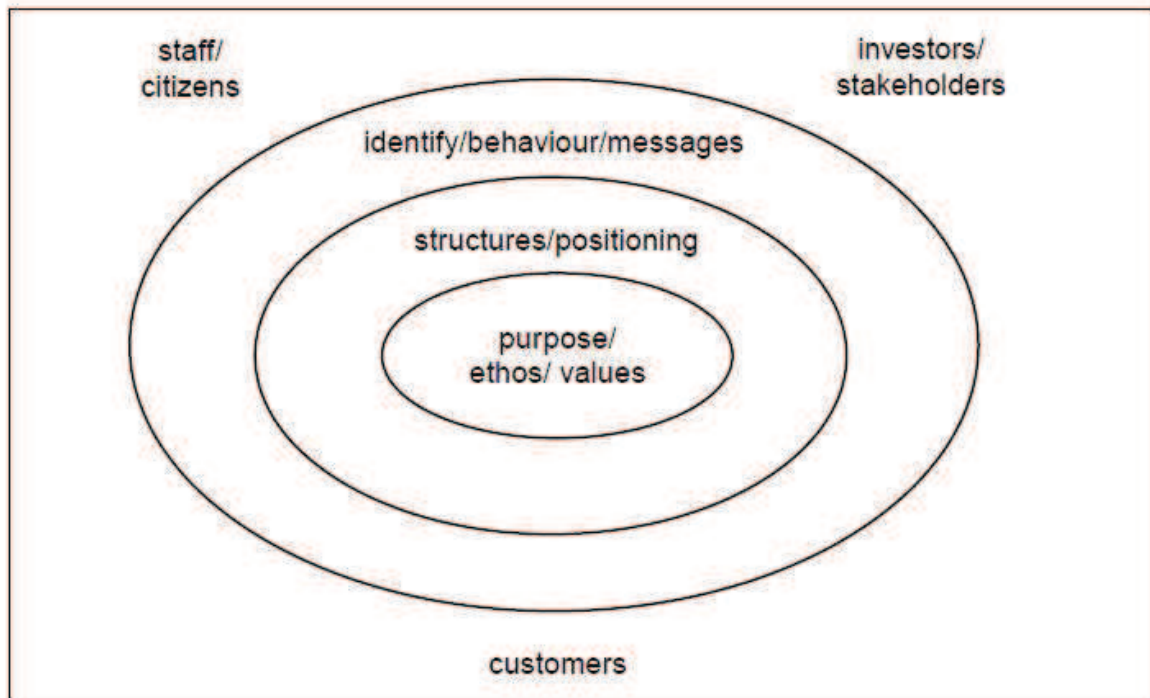 staff/
citizens
investors/
stakeholders
identify/behaviour/messages
structures/positioning
purpose/
ethos/ values
customers